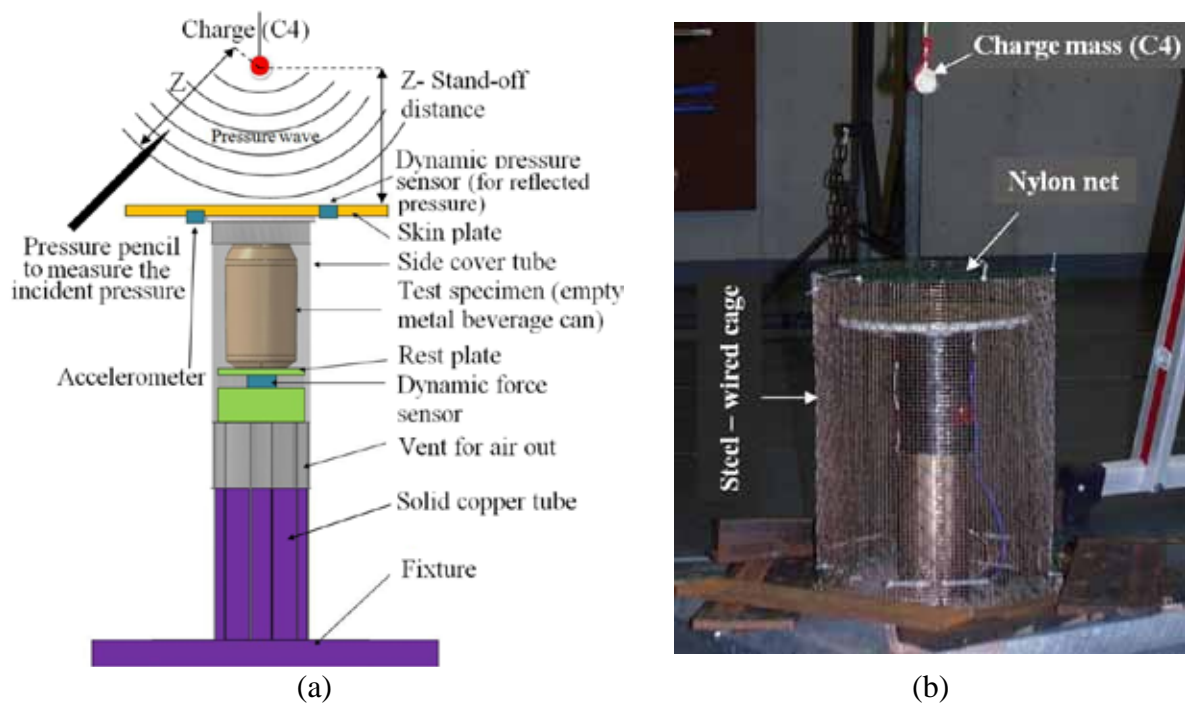 Charge (C4)
Z
Z- Stand-off
distance
Pressure wave
Dynamic pressure
sensor (for reflected
pressure)
Skin plate
Pressure pencil
to measure the
incident pressure
Side cover tube
Test specimen (empty
metal beverage can)
Accelerometer
Rest plate
Dynamic force
sensor
Vent for air out
Solid copper tube
Fixture
(a)
Charge mass (C4)
Nylon net
Steel – wired cage
(b)